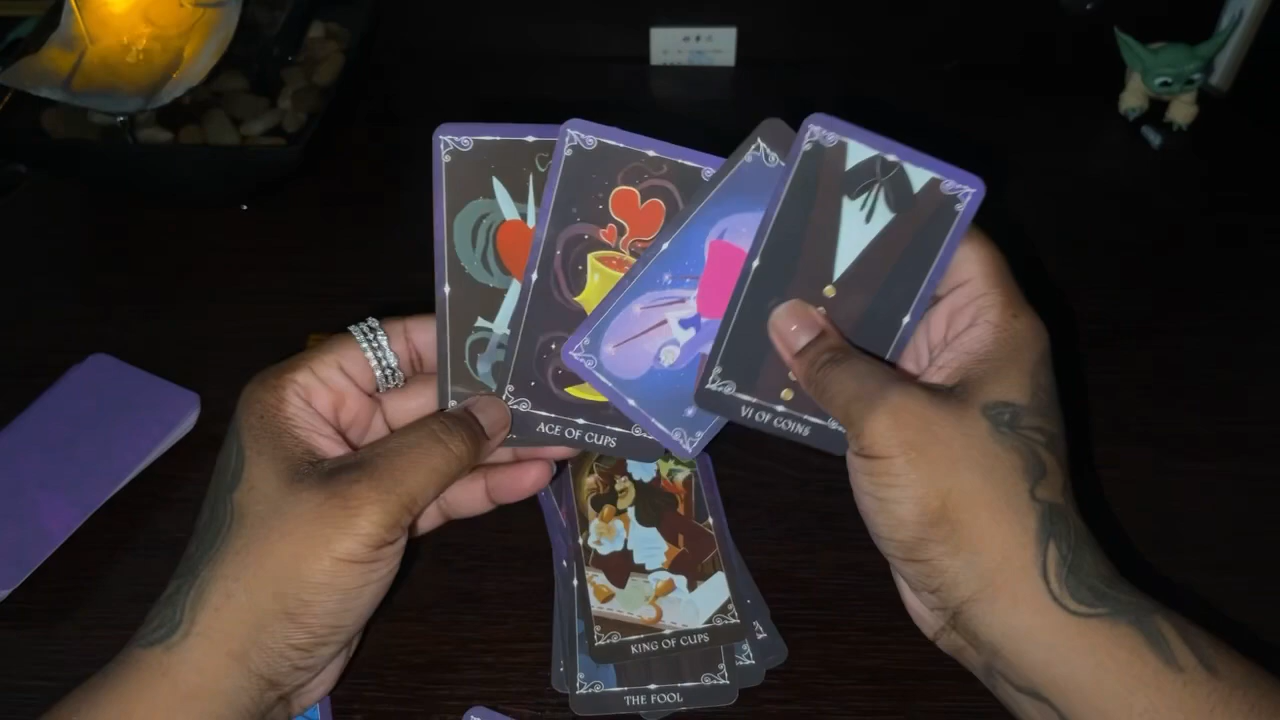 ACE OF CUPS
VI OF COINS
KING OF CUPS
THE FOOL